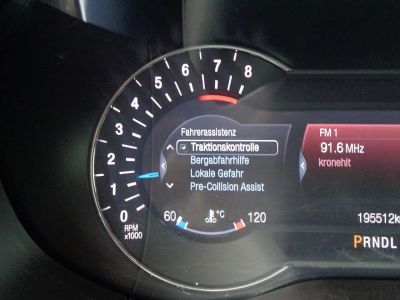 8
7
6
5
4
3
2
1
0
RPM
x1000
Fahrerassistenz
Traktionskontrolle
Bergabfahrhilfe
Lokale Gefahr
Pre-Collision Assist
60 °C 120
FM 1
91.6 MHz
kronehit
195512k
PRNDL